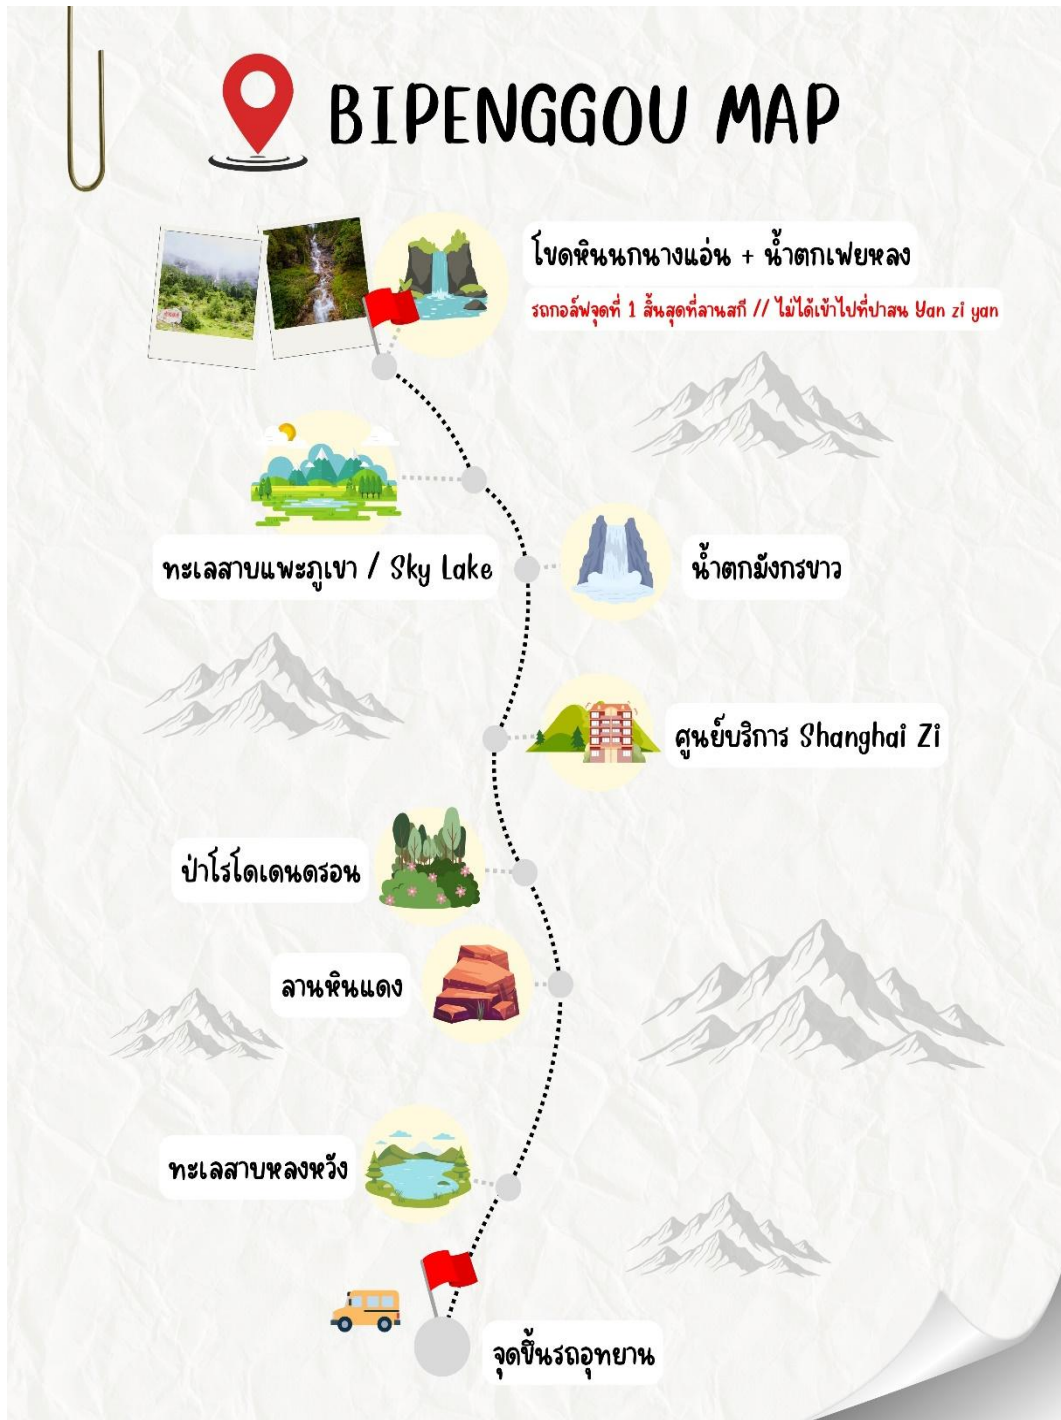 BIPENGGOU MAP
โขดหินนกนางแอ่น + น้ำตกเฟยหลง
รถกอล์ฟจุดที่ 1 สิ้นสุดที่ลานสกี // ไม่ได้เข้าไปที่ปาสน Yan zi yan
ทะเลสาบแพะภูเขา / Sky Lake
น้ำตกมังกรขาว
ศูนย์บริการ Shanghai Zi
ป่าโรโดเดนดรอน
ลานหินแดง
ทะเลสาบหลงหวัง
จุดขึ้นรถอุทยาน